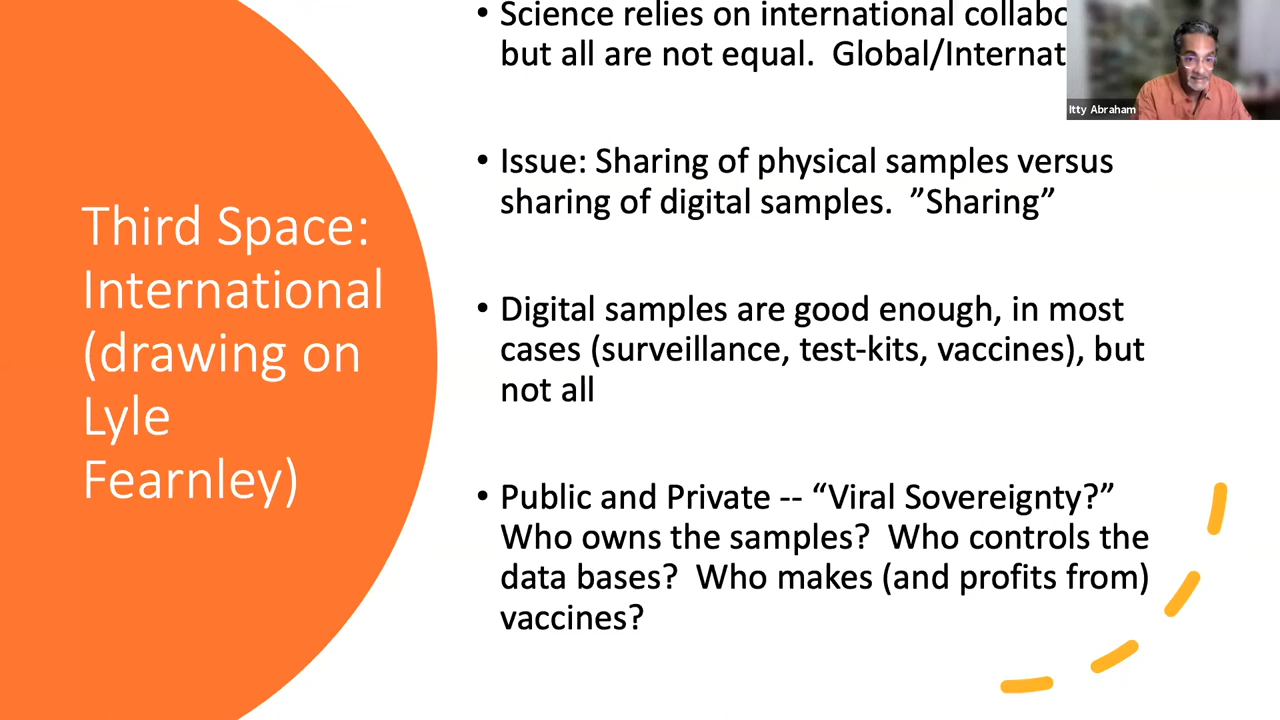 Third Space:
International
(drawing on
Lyle
Fearnley)
• Science relies on international
but all are not equal.
• Issue: Sharing of physical samples versus
sharing of digital samples. ”Sharing”
• Digital samples are good enough, in most
cases (surveillance, test-kits, vaccines), but
not all
• Public and Private -- “Viral Sovereignty?”
Who owns the samples? Who controls the
data bases? Who makes (and profits from)
vaccines?
Itty Abraham